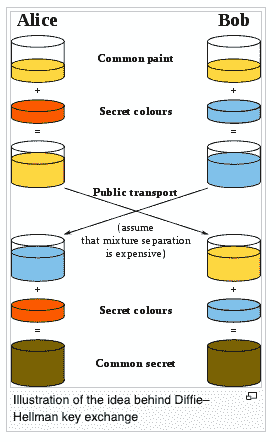 Alice Bob
Common paint
+ +
Secret colours
= =
Public transport
(assume
that mixture separation
is expensive)
+ +
Secret colours
= =
Common secret
Illustration of the idea behind Diffie–
Hellman key exchange